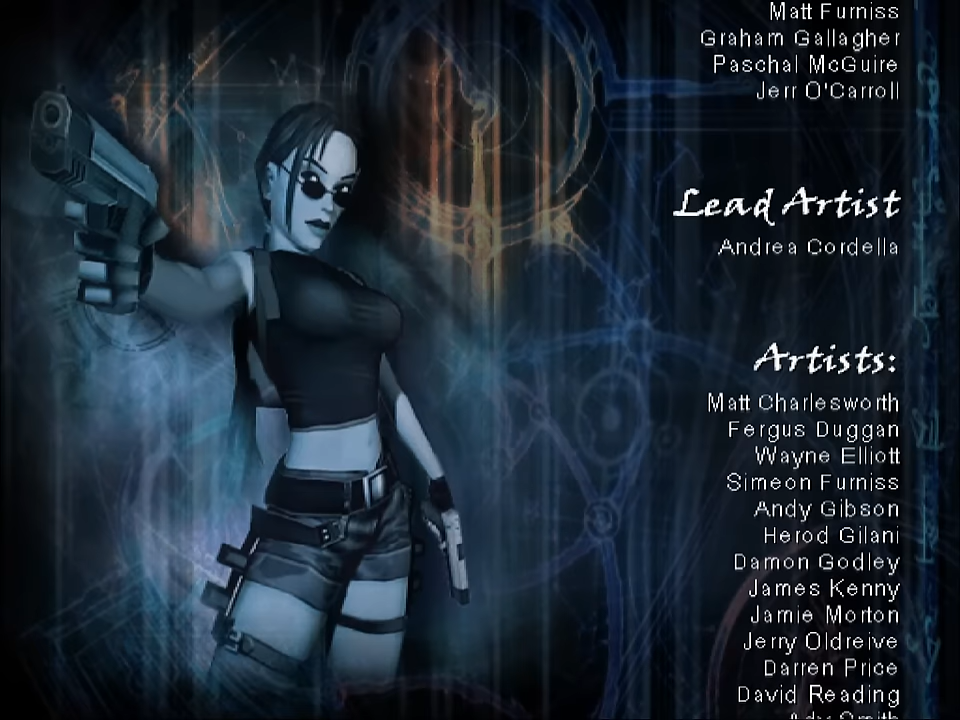 Matt Furniss
Graham Gallagher
Paschal McGuire
Jerr O'Carroll
Lead Artist
Andrea Cordella
Artists:
Matt Charlesworth
Fergus Duggan
Wayne Elliott
Simeon Furniss
Andy Gibson
Herod Gilani
Damon Godley
James Kenny
Jamie Morton
Jerry Oldreive
Darren Price
David Reading